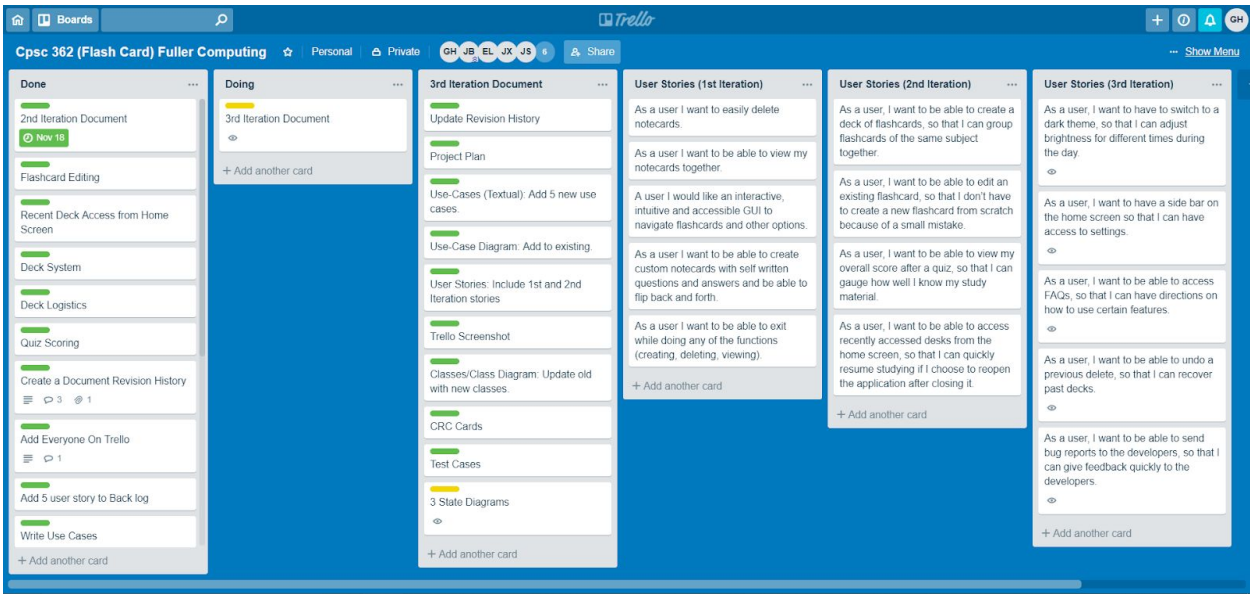 Boards
Trello
GH
Cpsc 362 (Flash Card) Fuller Computing
Personal
Private
GH JB EL JX JS 6
Share
... Show Menu
Done ...
2nd Iteration Document
Nov 18
Flashcard Editing
Recent Deck Access from Home
Screen
Deck System
Deck Logistics
Quiz Scoring
Create a Document Revision History
3 1
Add Everyone On Trello
1
Add 5 user story to Back log
Write Use Cases
+ Add another card
Doing ...
3rd Iteration Document
+ Add another card
3rd Iteration Document ...
Update Revision History
Project Plan
Use-Cases (Textual): Add 5 new use
cases.
Use-Case Diagram: Add to existing.
User Stories: Include 1st and 2nd
Iteration stories
Trello Screenshot
Classes/Class Diagram: Update old
with new classes.
CRC Cards
Test Cases
3 State Diagrams
+ Add another card
User Stories (1st Iteration) ...
As a user I want to easily delete
notecards.
As a user I want to be able to view my
notecards together.
A user I would like an interactive,
intuitive and accessible GUI to
navigate flashcards and other options.
As a user I want to be able to create
custom notecards with self written
questions and answers and be able to
flip back and forth.
As a user I want to be able to exit
while doing any of the functions
(creating, deleting, viewing).
+ Add another card
User Stories (2nd Iteration) ...
As a user, I want to be able to create a
deck of flashcards, so that I can group
flashcards of the same subject
together.
As a user, I want to be able to edit an
existing flashcard, so that I don't have
to create a new flashcard from scratch
because of a small mistake.
As a user, I want to be able to view my
overall score after a quiz, so that I can
gauge how well I know my study
material.
As a user, I want to be able to access
recently accessed desks from the
home screen, so that I can quickly
resume studying if I choose to reopen
the application after closing it.
+ Add another card
User Stories (3rd Iteration) ...
As a user, I want to have to switch to a
dark theme, so that I can adjust
brightness for different times during
the day.
As a user, I want to have a side bar on
the home screen so that I can have
access to settings.
As a user, I want to be able to access
FAQs, so that I can have directions on
how to use certain features.
As a user, I want to be able to undo a
previous delete, so that I can recover
past decks.
As a user, I want to be able to send
bug reports to the developers, so that I
can give feedback quickly to the
developers.
+ Add another card